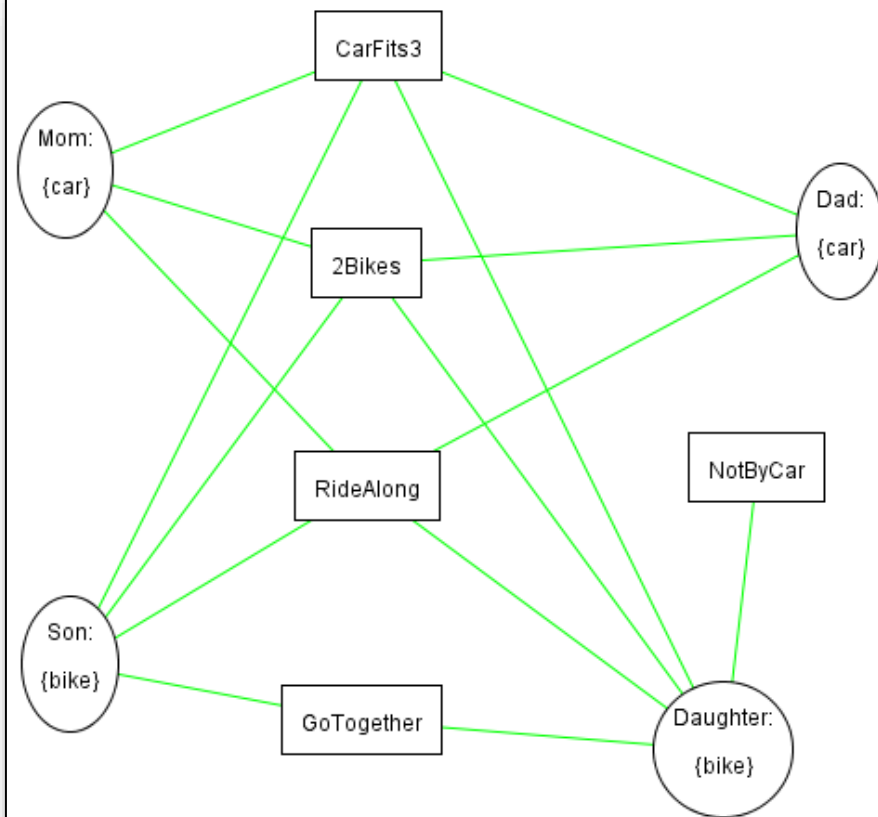 CarFits3
Mom:
{car}
Dad:
{car}
2Bikes
RideAlong
NotByCar
Son:
{bike}
GoTogether
Daughter:
{bike}